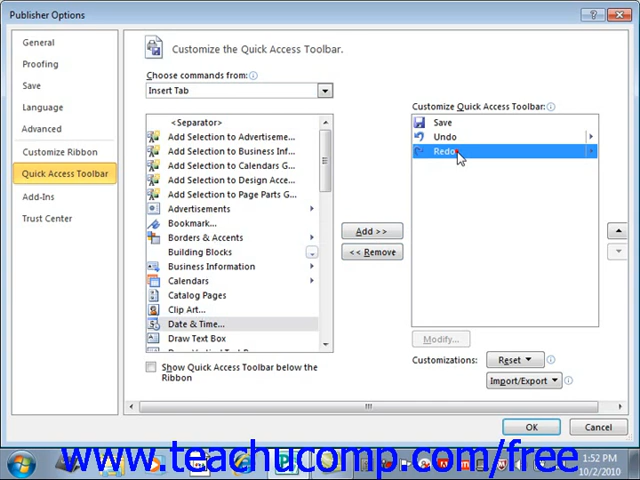 Publisher Options
General
Proofing
Save
Language
Advanced
Customize Ribbon
Quick Access Toolbar
Add-Ins
Trust Center
Customize the Quick Access Toolbar.
Choose commands from:
Insert Tab
<Separator>
Add Selection to Advertiseme...
Add Selection to Business Inf...
Add Selection to Calendars G...
Add Selection to Design Acce...
Add Selection to Page Parts G...
Advertisements
Bookmark...
Borders & Accents
Building Blocks
Business Information
Calendars
Catalog Pages
Clip Art...
Date & Time...
Draw Text Box
Show Quick Access Toolbar below the
Ribbon
Add >>
<< Remove
Customize Quick Access Toolbar:
Save
Undo
Redo
Modify...
Customizations:
Reset
Import/Export
OK
Cancel
www.teachucomp.com/free
1:52 PM
10/2/2010